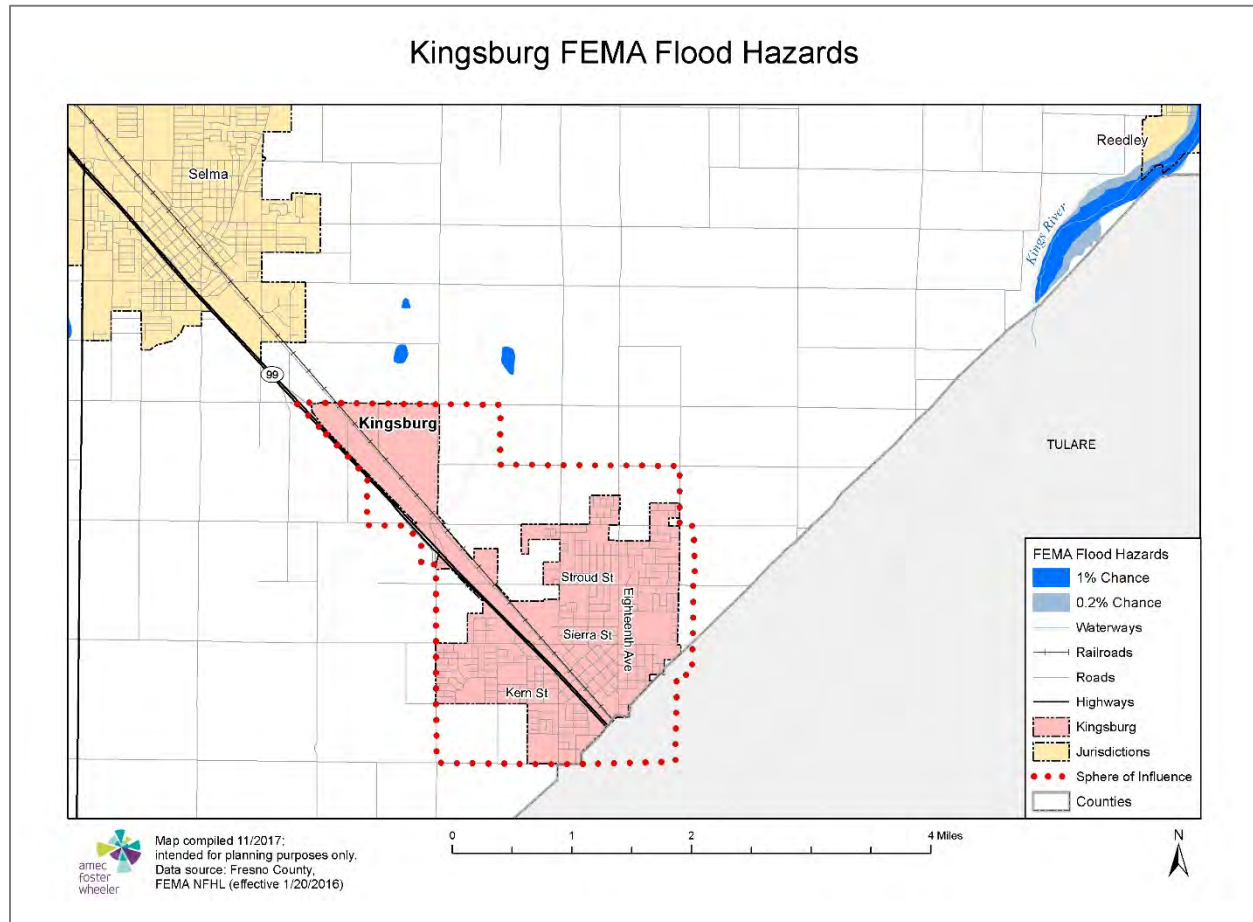 Kingsburg FEMA Flood Hazards
Reedley
Selma
Kings River
99
Kingsburg
TULARE
Stroud St
Eighteenth Ave
Sierra St
Kern St
FEMA Flood Hazards
1% Chance
0.2% Chance
Waterways
Railroads
Roads
Highways
Kingsburg
Jurisdictions
Sphere of Influence
Counties
amec
foster
wheeler
Map compiled 11/2017;
intended for planning purposes only.
Data source: Fresno County,
FEMA NFHL (effective 1/20/2016)
0 1 2 4 Miles
N